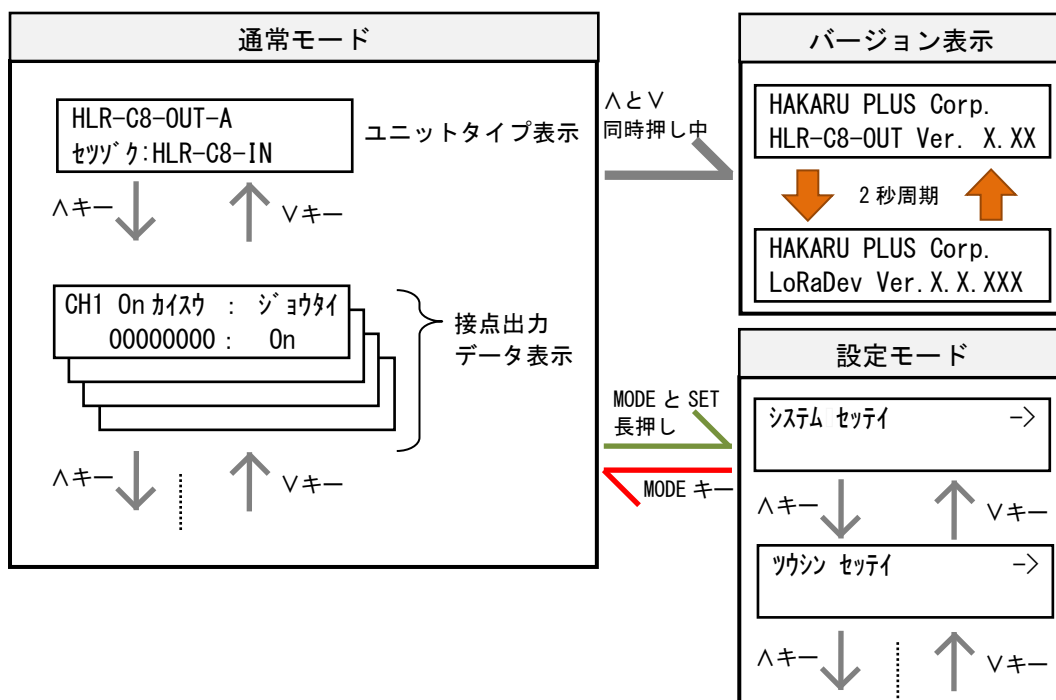 通常モード
HLR-C8-OUT-A
ｾﾂｿﾞｸ:HLR-C8-IN
ユニットタイプ表示
∧キー
∨キー
CH1 On ｶｲｽｳ : ｼﾞｮｳﾀｲ
00000000 : On
接点出力
データ表示
∧キー
∨キー
∧と∨
同時押し中
MODE と SET
長押し
MODE キー
バージョン表示
HAKARU PLUS Corp.
HLR-C8-OUT Ver. X.XX
2 秒周期
HAKARU PLUS Corp.
LoRaDev Ver.X.X.XXX
設定モード
ｼｽﾃﾑ ｾｯﾃｲ ->
∧キー
∨キー
ﾂｳｼﾝ ｾｯﾃｲ ->
∧キー
∨キー